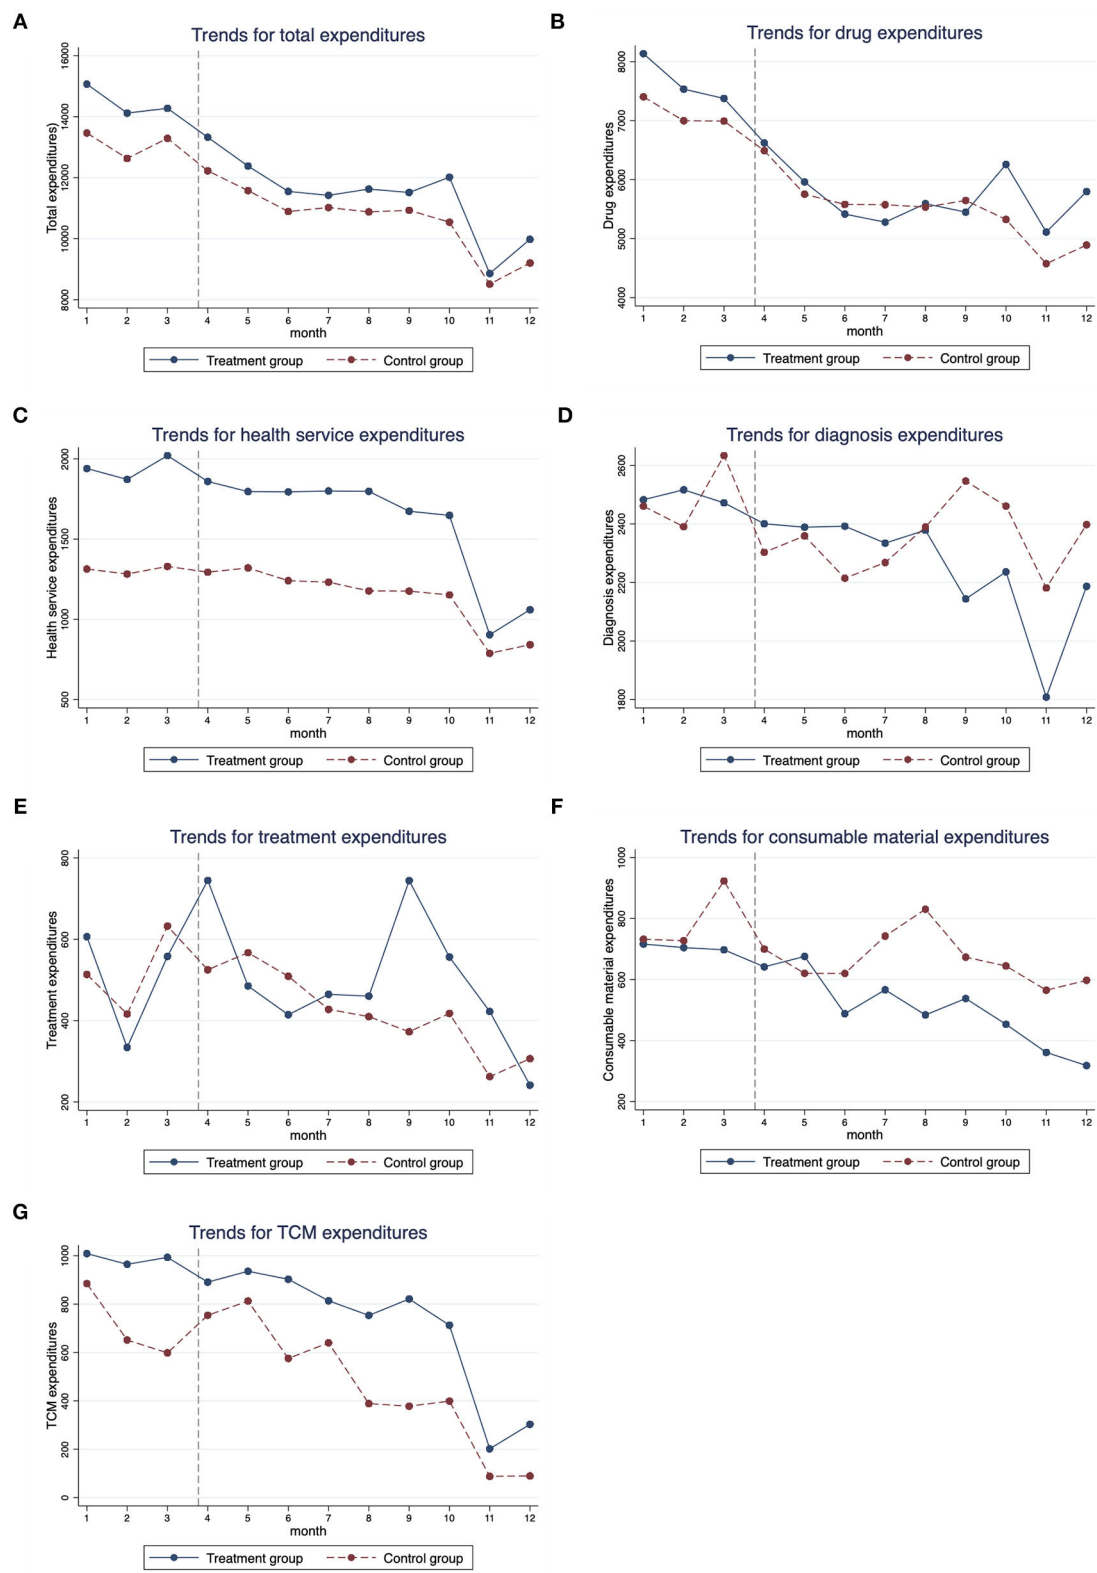 A
Trends for total expenditures
Total expenditures)
16000
14000
12000
10000
8000
1 2 3 4 5 6 7 8 9 10 11 12
month
Treatment group Control group
B
Trends for drug expenditures
Drug expenditures
8000
7000
6000
5000
4000
1 2 3 4 5 6 7 8 9 10 11 12
month
Treatment group Control group
C
Trends for health service expenditures
Health service expenditures
2000
1500
1000
500
1 2 3 4 5 6 7 8 9 10 11 12
month
Treatment group Control group
D
Trends for diagnosis expenditures
Diagnosis expenditures
2600
2400
2200
2000
1800
1 2 3 4 5 6 7 8 9 10 11 12
month
Treatment group Control group
E
Trends for treatment expenditures
Treatment expenditures
800
600
400
200
1 2 3 4 5 6 7 8 9 10 11 12
month
Treatment group Control group
F
Trends for consumable material expenditures
Consumable material expenditures
1000
800
600
400
200
1 2 3 4 5 6 7 8 9 10 11 12
month
Treatment group Control group
G
Trends for TCM expenditures
TCM expenditures
1000
800
600
400
200
0
1 2 3 4 5 6 7 8 9 10 11 12
month
Treatment group Control group